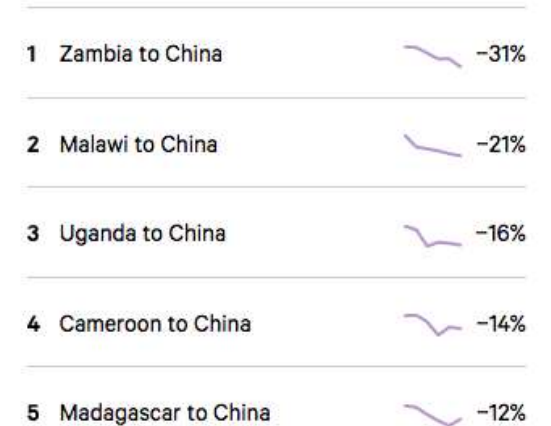 1 Zambia to China −31%
2 Malawi to China −21%
3 Uganda to China −16%
4 Cameroon to China −14%
5 Madagascar to China −12%